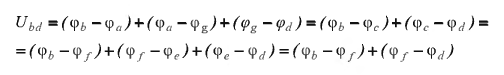 U_{bd} = (φ_b − φ_a) + (φ_a − φ_g) + (φ_g − φ_d) = (φ_b − φ_c) + (φ_c − φ_d) =
= (φ_b − φ_f) + (φ_f − φ_e) + (φ_e − φ_d) = (φ_b − φ_f) + (φ_f − φ_d)